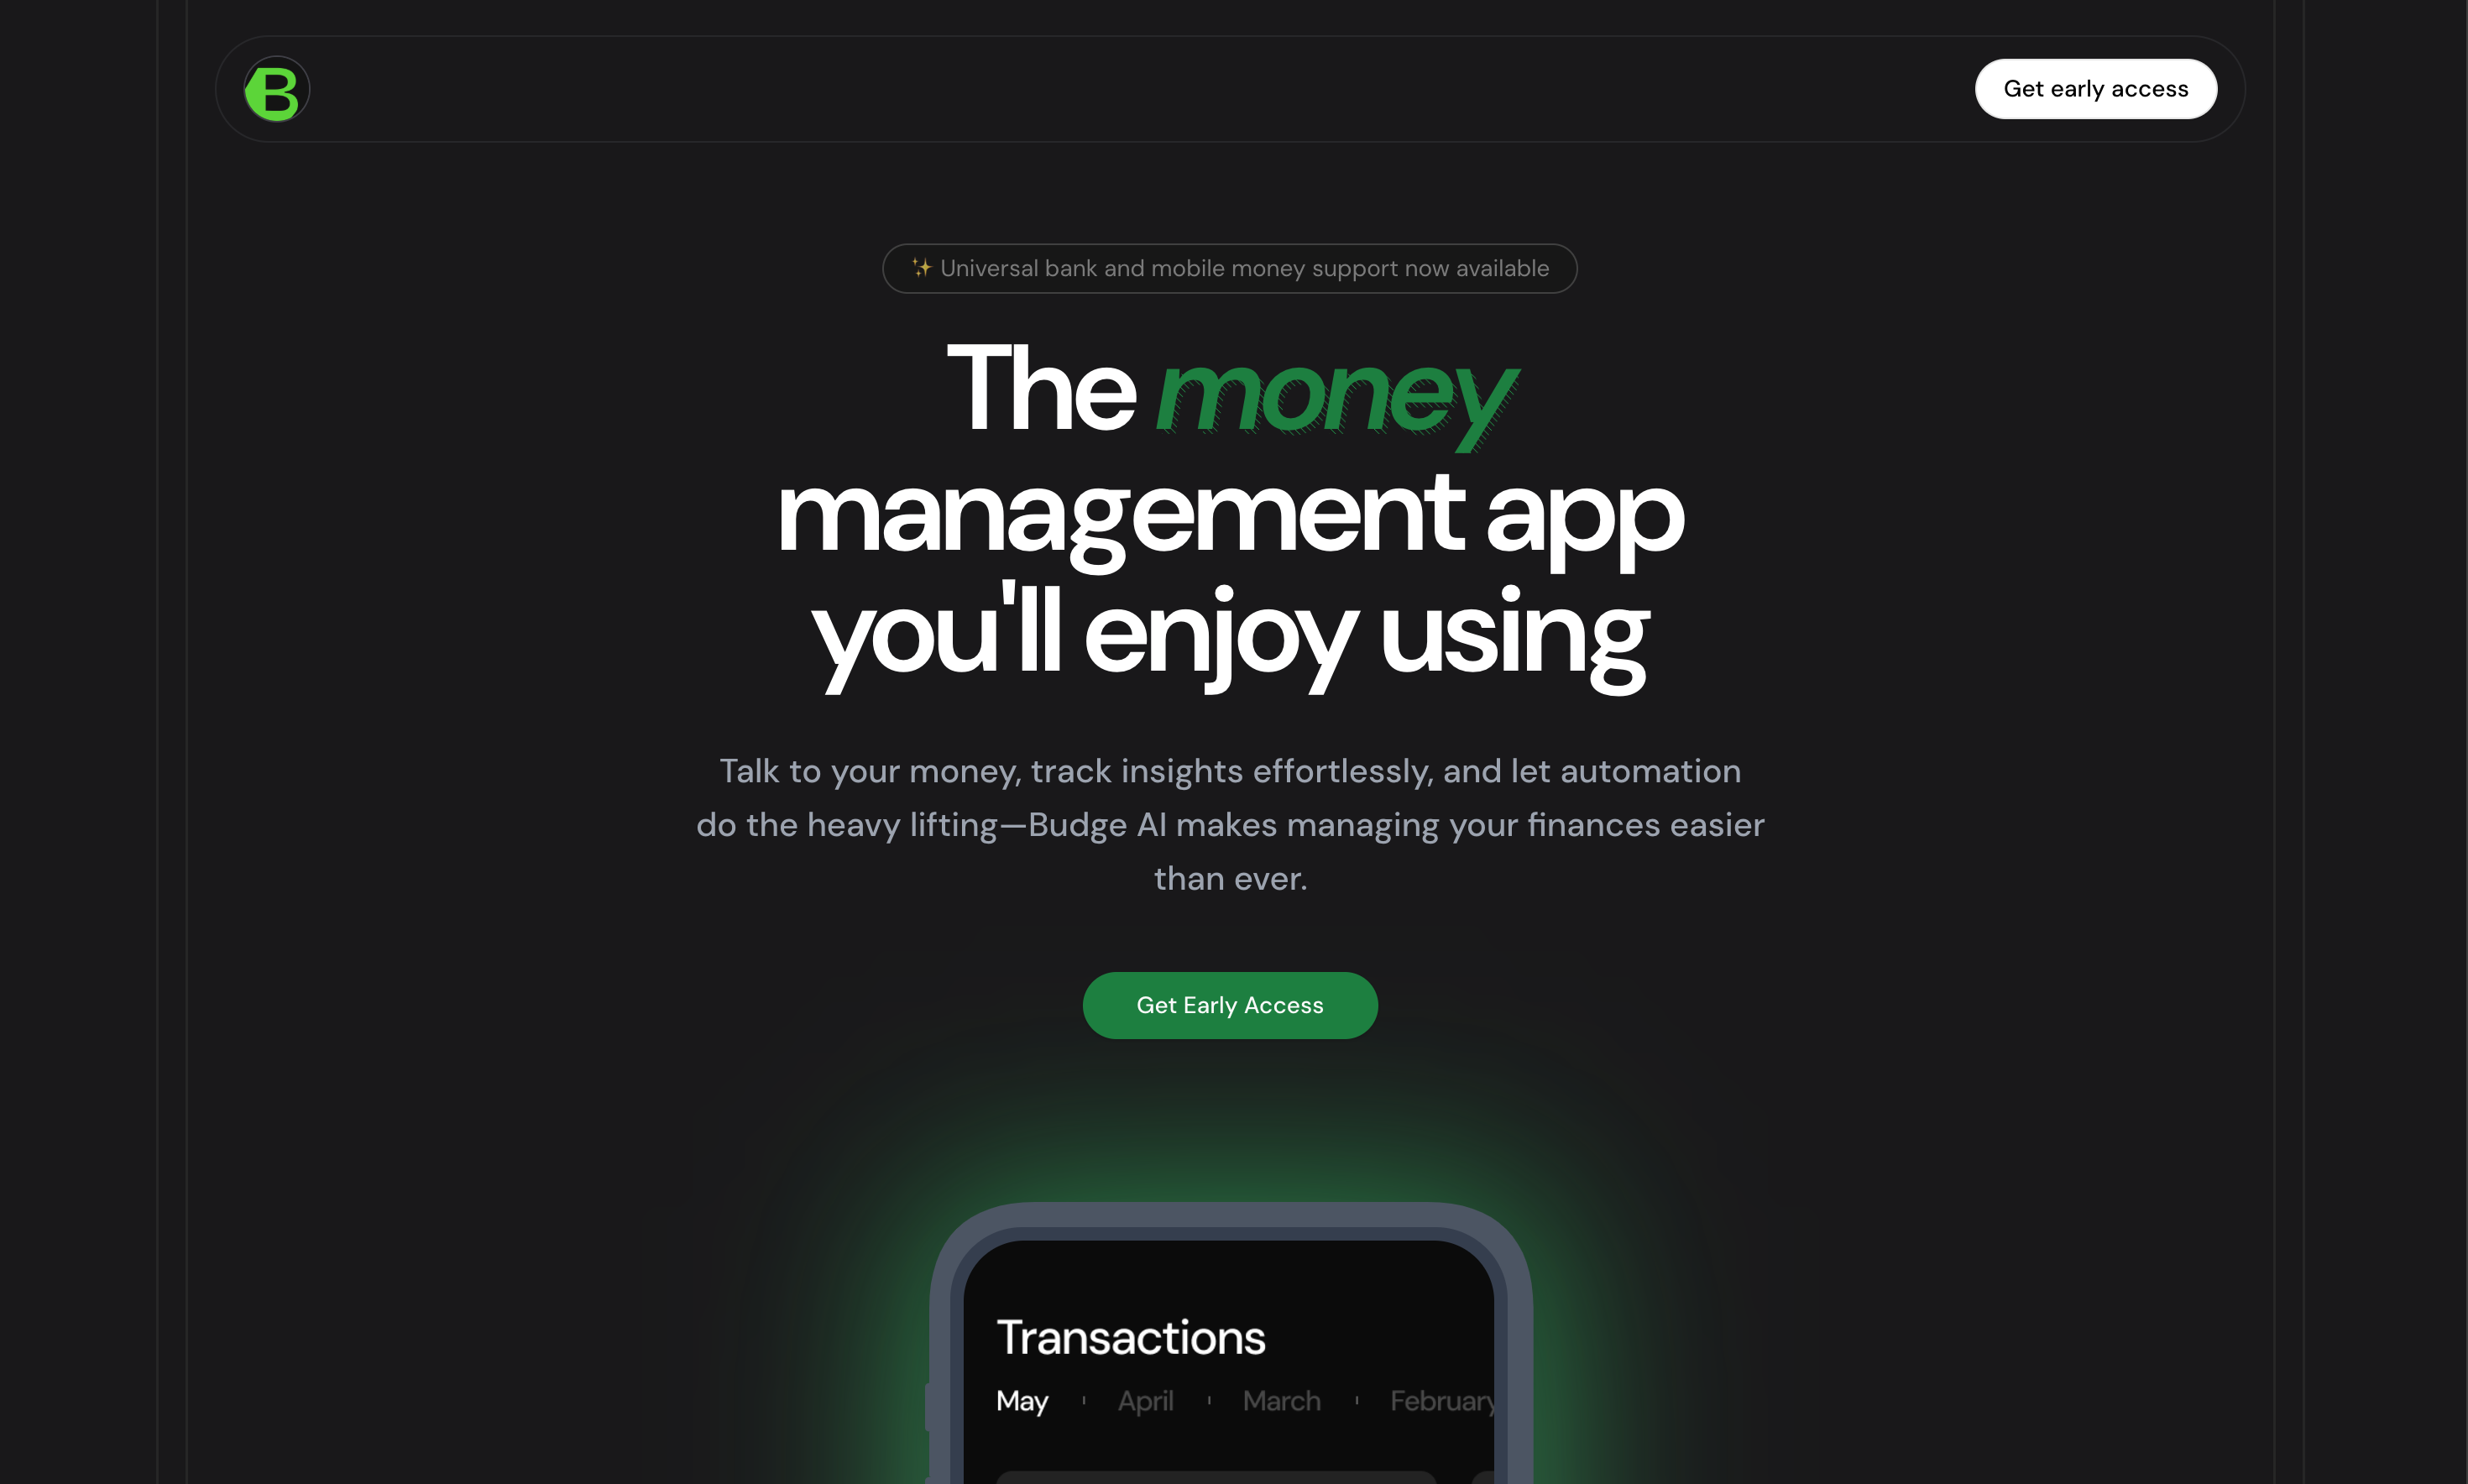 B
Get early access
✨ Universal bank and mobile money support now available
The money
management app
you'll enjoy using
Talk to your money, track insights effortlessly, and let automation
do the heavy lifting—Budge AI makes managing your finances easier
than ever.
Get Early Access
Transactions
May
April
March
February